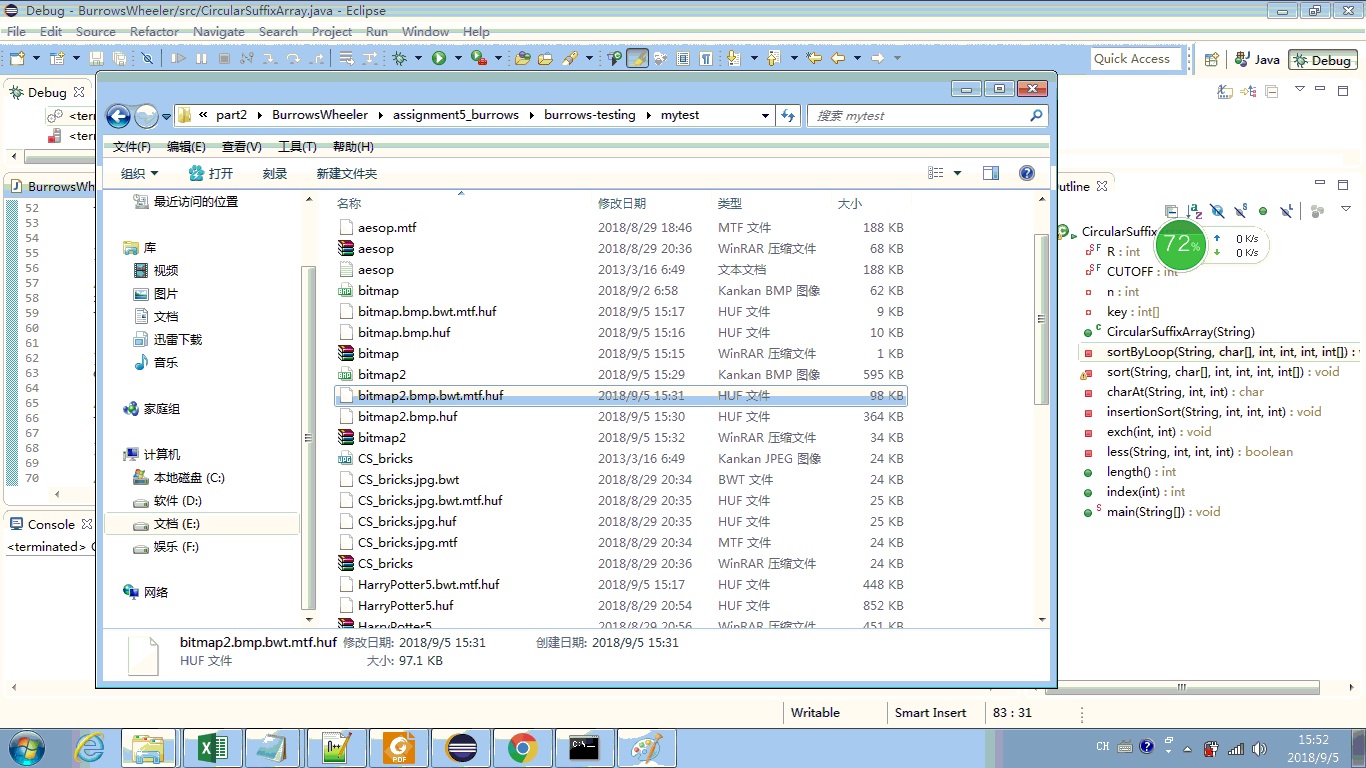 Debug - BurrowsWheeler/src/CircularSuffixArray.java - Eclipse
File Edit Source Refactor Navigate Search Project Run Window Help
Quick Access Java Debug
Debug
<terr
<terr
part2 BurrowsWheeler assignment5_burrows burrows-testing mytest 搜索 mytest
文件(F) 编辑(E) 查看(V) 工具(T) 帮助(H)
组织 打开 刻录 新建文件夹
名称 修改日期 类型 大小
aesop.mtf 2018/8/29 18:46 MTF 文件 188 KB
aesop 2018/8/29 20:36 WinRAR 压缩文件 68 KB
aesop 2013/3/16 6:49 文本文档 188 KB
bitmap 2018/9/2 6:58 Kankan BMP 图像 62 KB
bitmap.bmp.bwt.mtf.huf 2018/9/5 15:17 HUF 文件 9 KB
bitmap.bmp.huf 2018/9/5 15:16 HUF 文件 10 KB
bitmap 2018/9/5 15:15 WinRAR 压缩文件 1 KB
bitmap2 2018/9/5 15:29 Kankan BMP 图像 595 KB
bitmap2.bmp.bwt.mtf.huf 2018/9/5 15:31 HUF 文件 98 KB
bitmap2.bmp.huf 2018/9/5 15:30 HUF 文件 364 KB
bitmap2 2018/9/5 15:32 WinRAR 压缩文件 34 KB
CS_bricks 2013/3/16 6:49 Kankan JPEG 图像 24 KB
CS_bricks.jpg.bwt 2018/8/29 20:34 BWT 文件 24 KB
CS_bricks.jpg.bwt.mtf.huf 2018/8/29 20:35 HUF 文件 25 KB
CS_bricks.jpg.huf 2018/8/29 20:35 HUF 文件 25 KB
CS_bricks.jpg.mtf 2018/8/29 20:34 MTF 文件 24 KB
CS_bricks 2018/8/29 20:36 WinRAR 压缩文件 24 KB
HarryPotter5.bwt.mtf.huf 2018/9/5 15:17 HUF 文件 448 KB
HarryPotter5.huf 2018/8/29 20:54 HUF 文件 852 KB
HarryPotter5 2018/8/29 20:56 WinRAR 压缩文件 451 KB
最近访问的位置
库
视频
图片
文档
迅雷下载
音乐
家庭组
计算机
本地磁盘 (C:)
软件 (D:)
文档 (E:)
娱乐 (F:)
网络
bitmap2.bmp.bwt.mtf.huf 修改日期: 2018/9/5 15:31 创建日期: 2018/9/5 15:31
HUF 文件 大小: 97.1 KB
BurrowsWh
52
53
54
55
56
57
58
59
60
61
62
63
64
65
66
67
68
69
70
Console
<terminated> C
utline
CircularSuffix
R : int
CUTOFF : int
n : int
key : int[]
CircularSuffixArray(String)
sortByLoop(String, char[], int, int, int, int[]) :
sort(String, char[], int, int, int, int[]) : void
charAt(String, int, int) : char
insertionSort(String, int, int, int) : void
exch(int, int) : void
less(String, int, int, int) : boolean
length() : int
index(int) : int
main(String[]) : void
72%
0 K/s
0 K/s
Writable Smart Insert 83 : 31
CH 15:52
2018/9/5